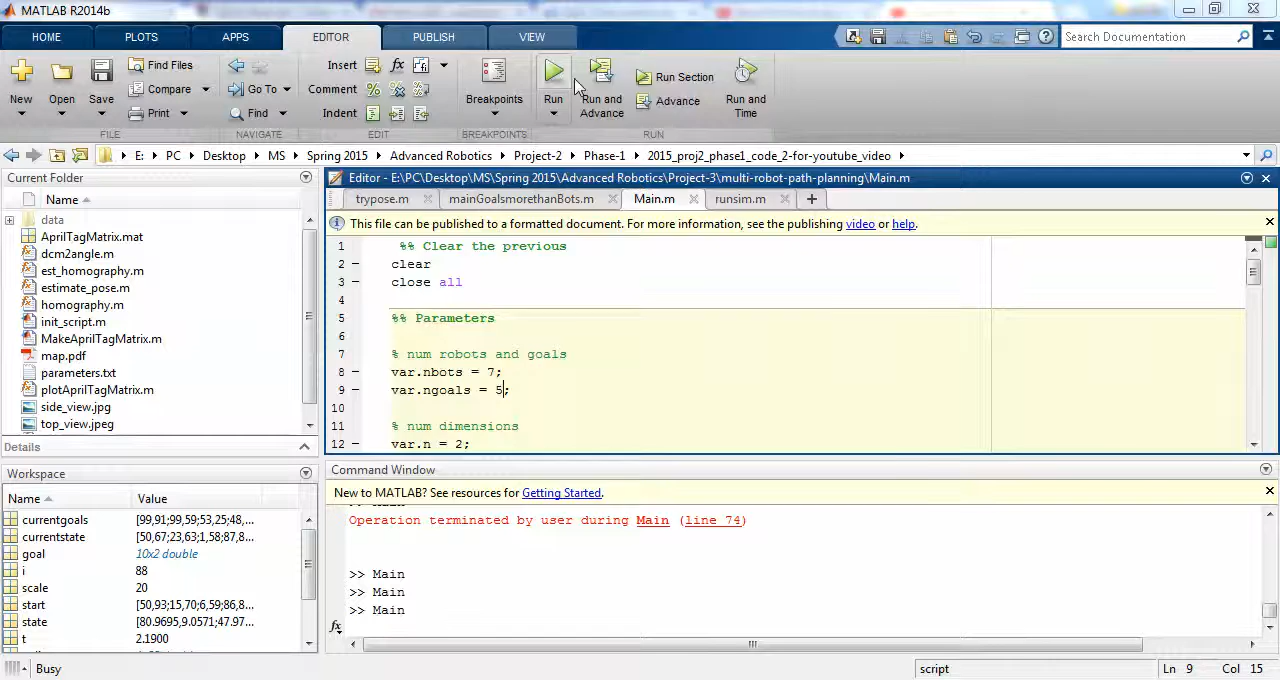 MATLAB R2014b
HOME PLOTS APPS EDITOR PUBLISH VIEW
Search Documentation
New Open Save Find Files Compare Print
Go To Find
Insert fx Comment Indent
Breakpoints Run Run and Advance Run Section Advance Run and Time
FILE NAVIGATE EDIT BREAKPOINTS RUN
E: PC Desktop MS Spring 2015 Advanced Robotics Project-2 Phase-1 2015_proj2_phase1_code_2-for-youtube_video
Current Folder
Name
data
AprilTagMatrix.mat
dcm2angle.m
est_homography.m
estimate_pose.m
homography.m
init_script.m
MakeAprilTagMatrix.m
map.pdf
parameters.txt
plotAprilTagMatrix.m
side_view.jpg
top_view.jpeg
Details
Workspace
Name Value
currentgoals [99,91;99,59;53,25;48,...
currentstate [50,67;23,63;1,58;87,8...
goal 10x2 double
i 88
scale 20
start [50,93;15,70;6,59;86,8...
state [80.9695,9.0571;47.97...
t 2.1900
Editor - E:\PC\Desktop\MS\Spring 2015\Advanced Robotics\Project-3\multi-robot-path-planning\Main.m
trypose.m mainGoalsmorethanBots.m Main.m runsim.m
This file can be published to a formatted document. For more information, see the publishing video or help.
1 %% Clear the previous
2 – clear
3 – close all
4
5 %% Parameters
6
7 % num robots and goals
8 – var.nbots = 7;
9 – var.ngoals = 5;
10
11 % num dimensions
12 – var.n = 2;
Command Window
New to MATLAB? See resources for Getting Started.
Operation terminated by user during Main (line 74)
>> Main
>> Main
>> Main
fx
Busy script Ln 9 Col 15